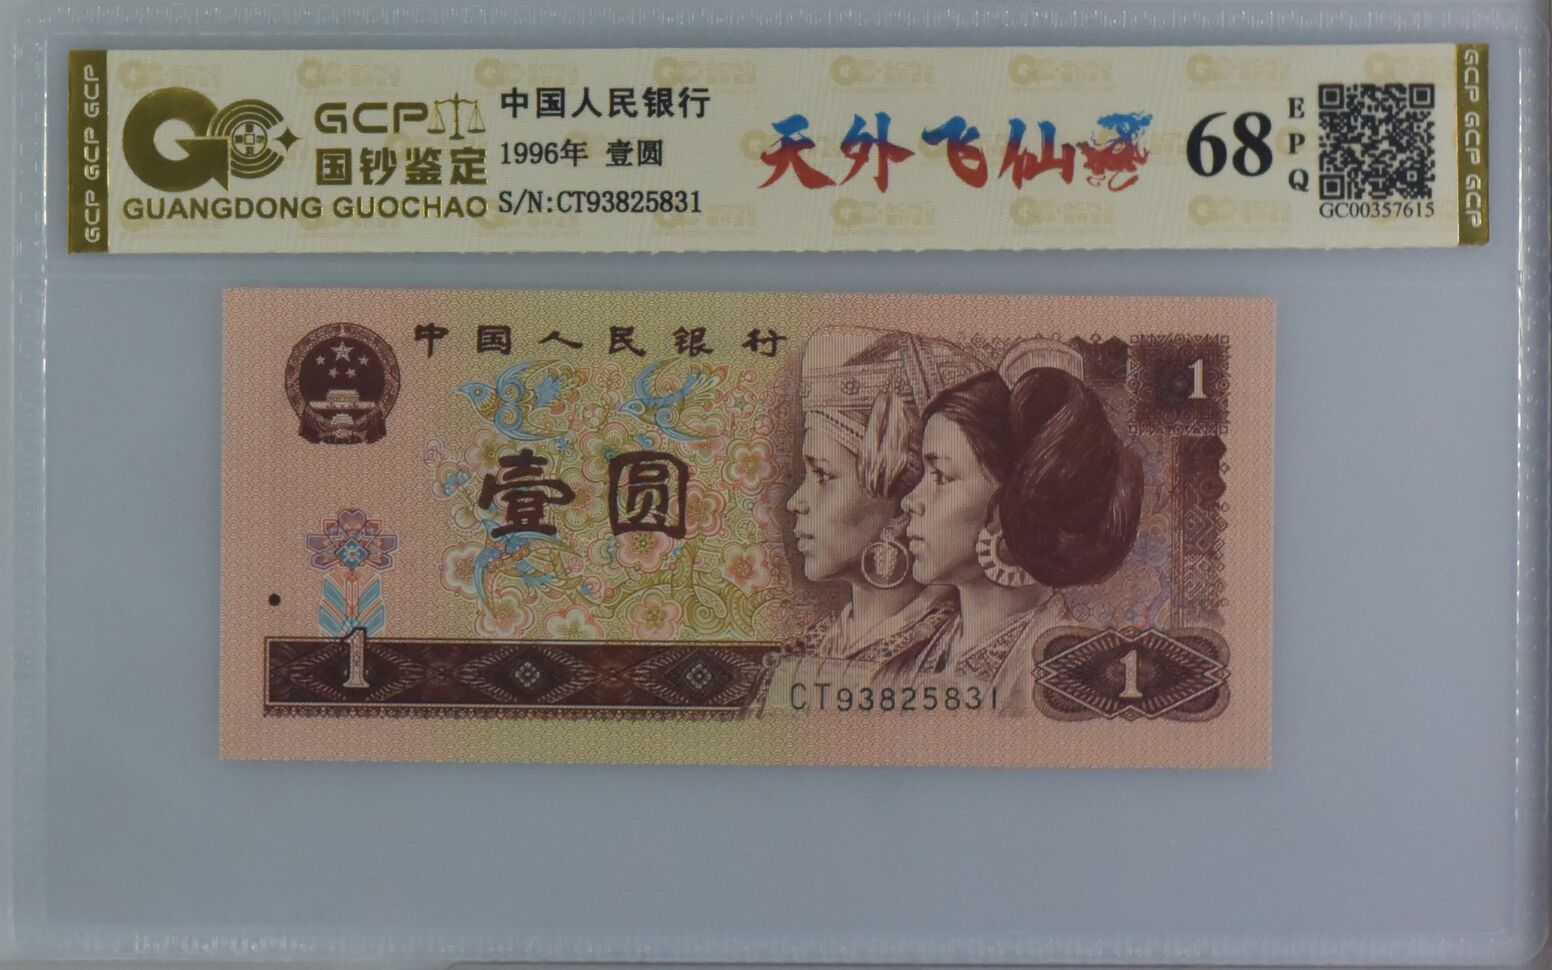 GCP GCP GCP
GCP
国钞鉴定
GUANGDONG GUOCHAO
中国人民银行
1996年 壹圆
S/N:CT93825831
天外飞仙
68
EPQ
GC00357615
GCP GCP GCP
中国人民银行
1
壹圆
1
1
CT93825831